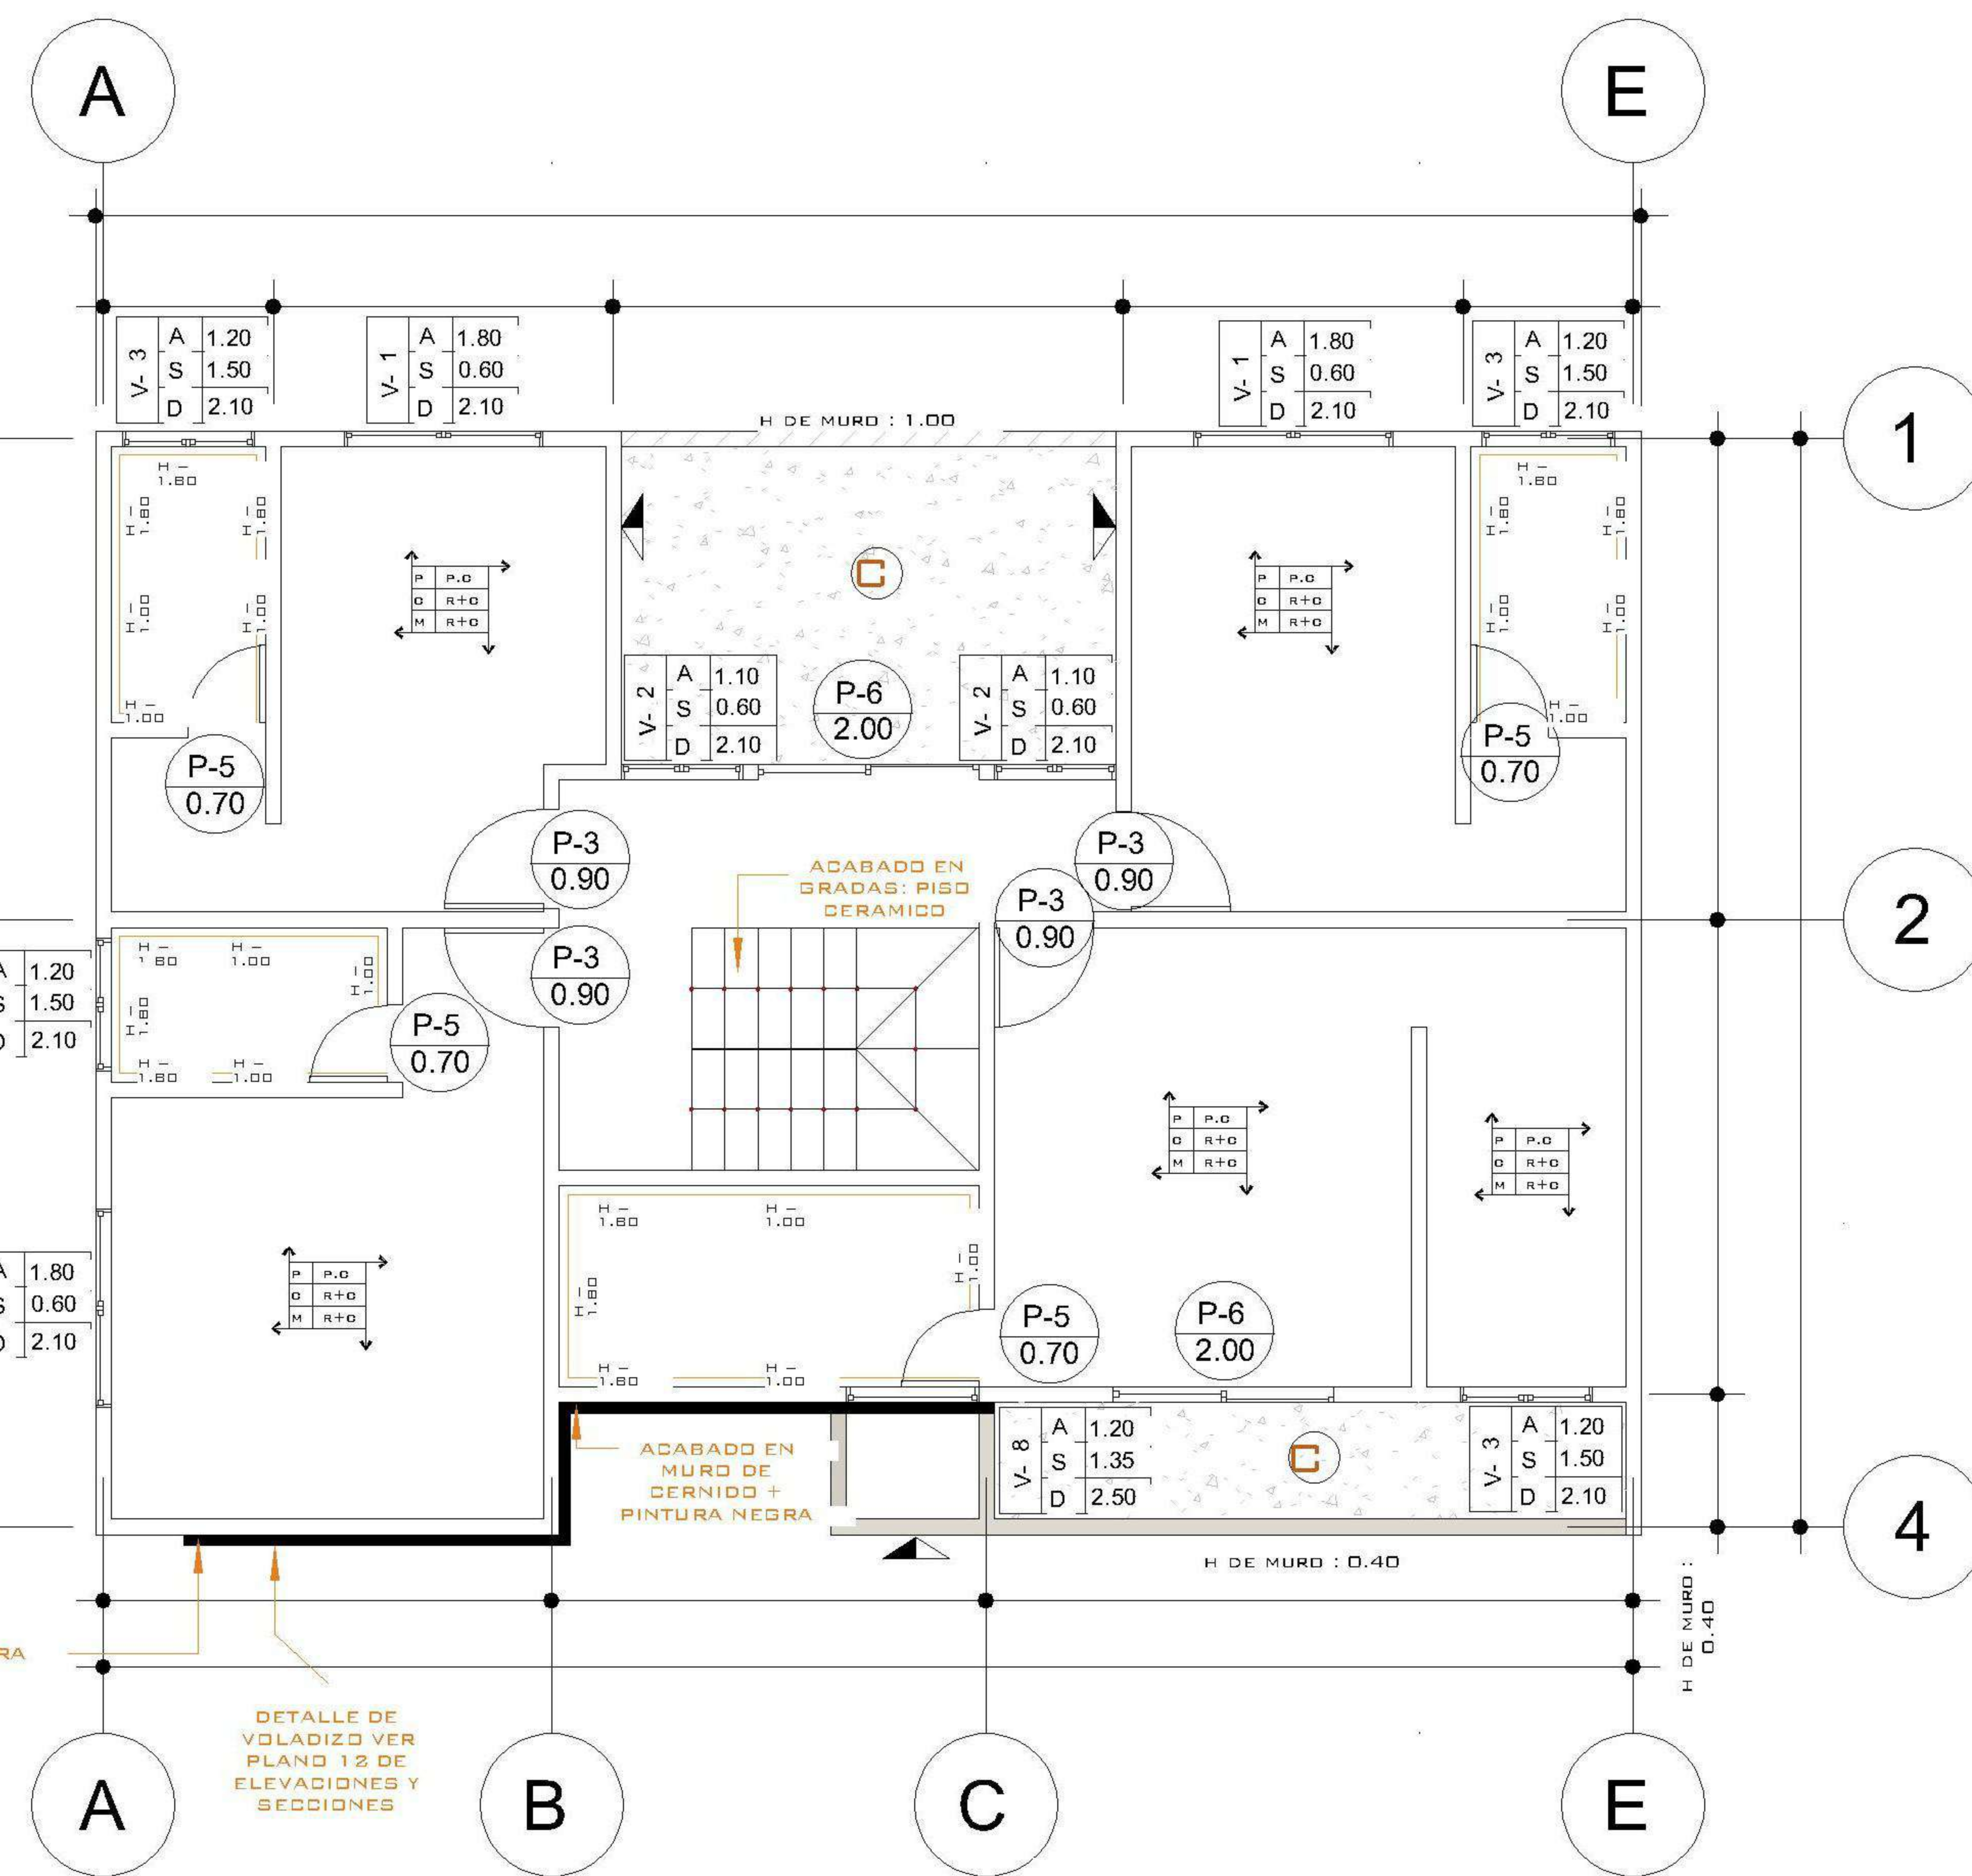 A
E
V- 3
A 1.20
S 1.50
D 2.10
V- 1
A 1.80
S 0.60
D 2.10
V- 1
A 1.80
S 0.60
D 2.10
V- 3
A 1.20
S 1.50
D 2.10
H DE MURO : 1.00
1
H -
1.80
H -
1.80
H -
1.80
H -
1.00
H -
1.00
H -
1.00
P P.C
C R+C
M R+C
C
P P.C
C R+C
M R+C
H -
1.80
H -
1.80
H -
1.80
H -
1.00
H -
1.00
H -
1.00
V- 2
A 1.10
S 0.60
D 2.10
P-6
2.00
V- 2
A 1.10
S 0.60
D 2.10
P-5
0.70
P-5
0.70
P-3
0.90
P-3
0.90
ACABADO EN
GRADAS: PISO
CERAMICO
P-3
0.90
2
A 1.20
S 1.50
D 2.10
H -
1.80
H -
1.00
H -
1.00
H -
1.80
H -
1.80
H -
1.00
P-3
0.90
P-5
0.70
P P.C
C R+C
M R+C
P P.C
C R+C
M R+C
A 1.80
S 0.60
D 2.10
P P.C
C R+C
M R+C
H -
1.80
H -
1.00
H -
1.00
H -
1.80
H -
1.80
H -
1.00
P-5
0.70
P-6
2.00
ACABADO EN
MURO DE
CERNIDO +
PINTURA NEGRA
V- 8
A 1.20
S 1.35
D 2.50
C
V- 3
A 1.20
S 1.50
D 2.10
4
H DE MURO : 0.40
H DE MURO :
0.40
RA
DETALLE DE
VOLADIZO VER
PLANO 12 DE
ELEVACIONES Y
SECCIONES
A
B
C
E